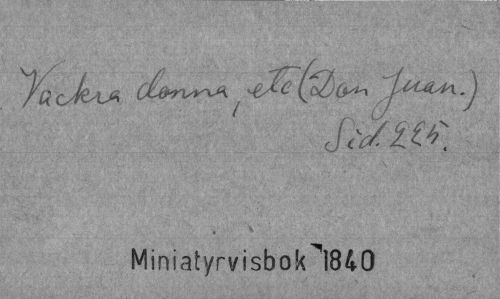 Vackra donna, etc (Don Juan.)
Sid. 225.
Miniatyrvisbok 1840